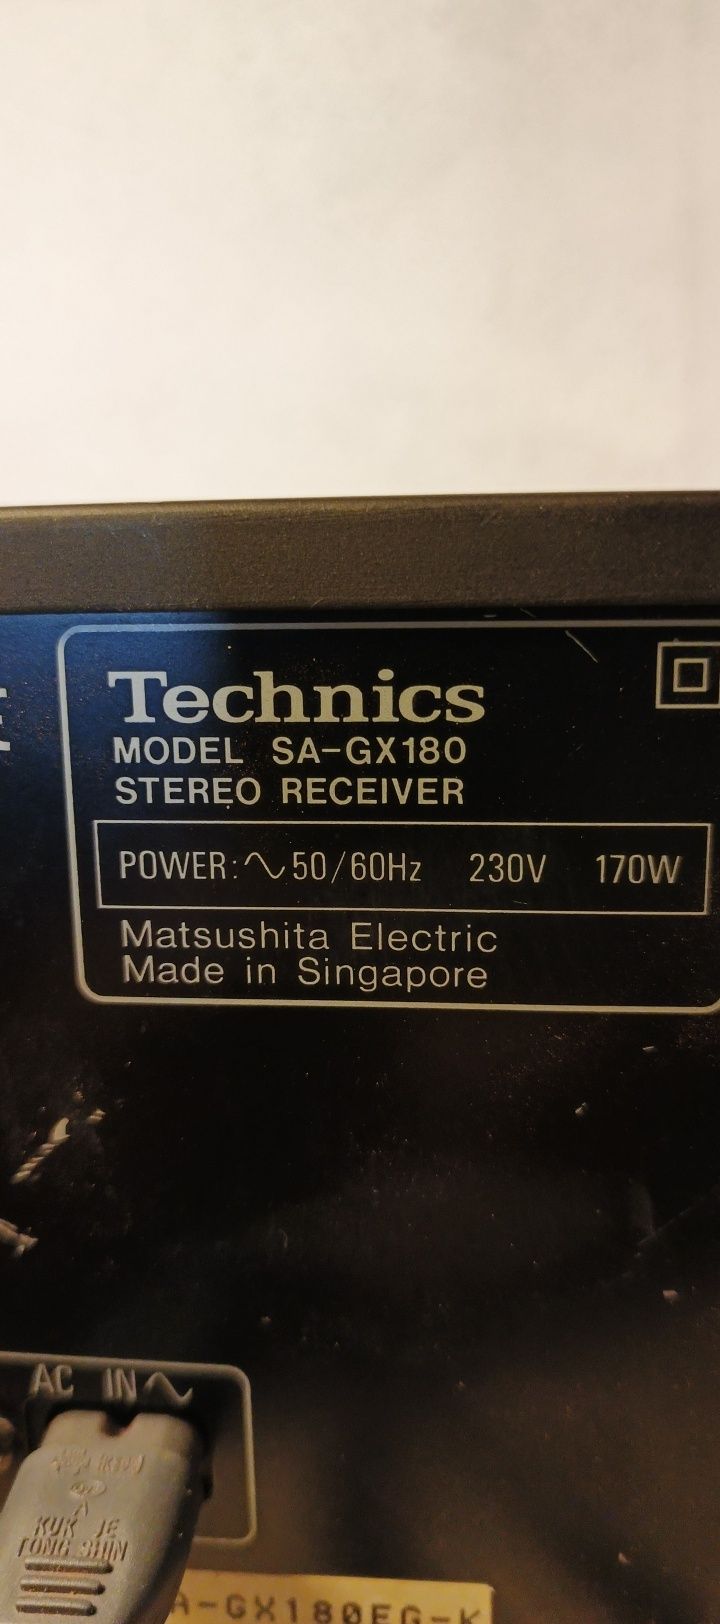 Technics
MODEL SA-GX180
STEREO RECEIVER
POWER:∿50/60Hz 230V 170W
Matsushita Electric
Made in Singapore
AC IN∿
KUK JE
TONG SHIN
A-GX180EG-K